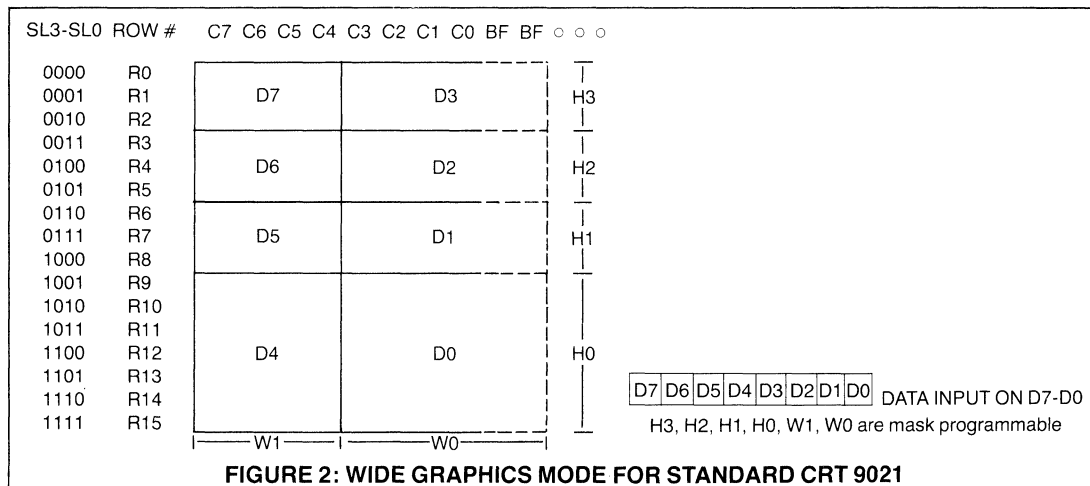 SL3-SL0 ROW # C7 C6 C5 C4 C3 C2 C1 C0 BF BF ○ ○ ○
0000 R0
0001 R1 D7 D3 H3
0010 R2
0011 R3
0100 R4 D6 D2 H2
0101 R5
0110 R6
0111 R7 D5 D1 H1
1000 R8
1001 R9
1010 R10
1011 R11
1100 R12 D4 D0 H0
1101 R13
1110 R14
1111 R15
W1 W0
D7 D6 D5 D4 D3 D2 D1 D0 DATA INPUT ON D7-D0
H3, H2, H1, H0, W1, W0 are mask programmable
FIGURE 2: WIDE GRAPHICS MODE FOR STANDARD CRT 9021